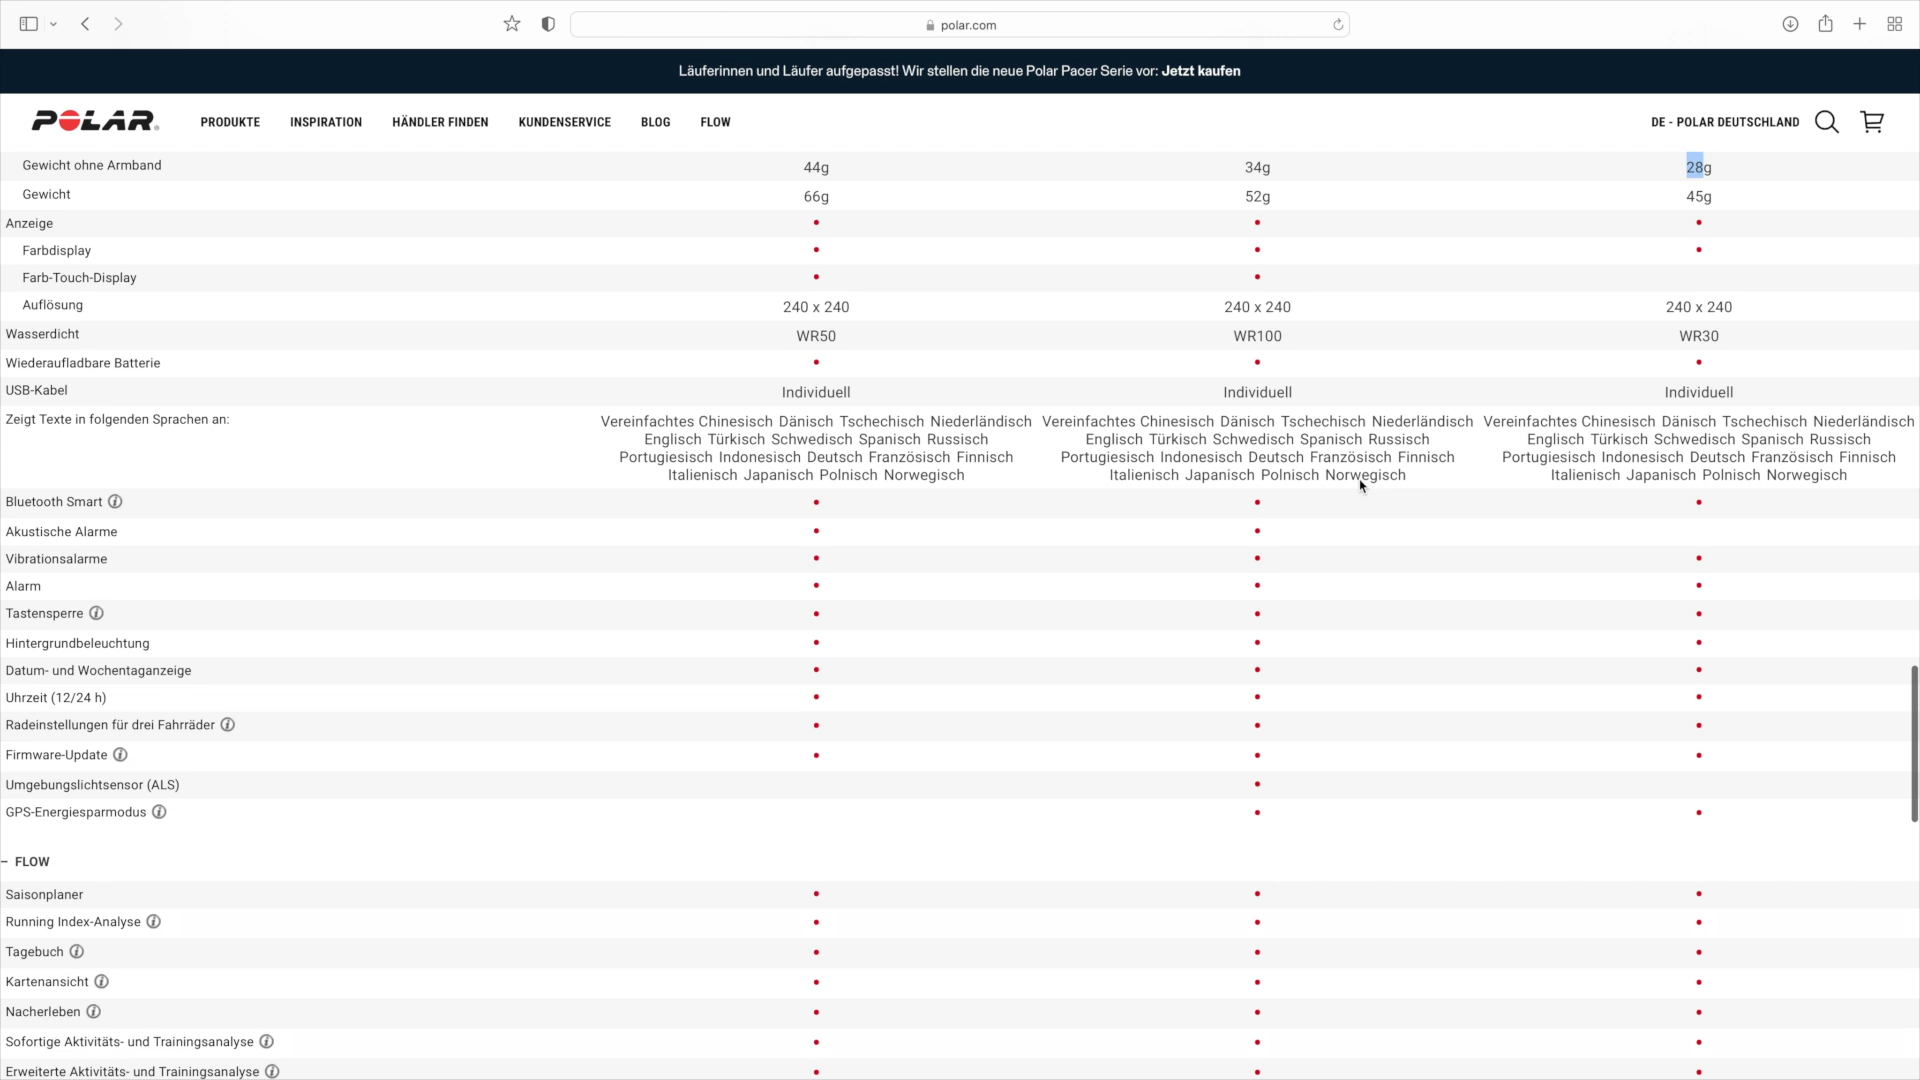 polar.com
Läuferinnen und Läufer aufgepasst! Wir stellen die neue Polar Pacer Serie vor: Jetzt kaufen
POLAR
PRODUKTE INSPIRATION HÄNDLER FINDEN KUNDENSERVICE BLOG FLOW DE - POLAR DEUTSCHLAND
Gewicht ohne Armband 44g 34g 28g
Gewicht 66g 52g 45g
Anzeige • • •
Farbdisplay • • •
Farb-Touch-Display • •
Auflösung 240 x 240 240 x 240 240 x 240
Wasserdicht WR50 WR100 WR30
Wiederaufladbare Batterie • • •
USB-Kabel Individuell Individuell Individuell
Zeigt Texte in folgenden Sprachen an: Vereinfachtes Chinesisch Dänisch Tschechisch Niederländisch Vereinfachtes Chinesisch Dänisch Tschechisch Niederländisch Vereinfachtes Chinesisch Dänisch Tschechisch Niederländisch
Englisch Türkisch Schwedisch Spanisch Russisch Englisch Türkisch Schwedisch Spanisch Russisch Englisch Türkisch Schwedisch Spanisch Russisch
Portugiesisch Indonesisch Deutsch Französisch Finnisch Portugiesisch Indonesisch Deutsch Französisch Finnisch Portugiesisch Indonesisch Deutsch Französisch Finnisch
Italienisch Japanisch Polnisch Norwegisch Italienisch Japanisch Polnisch Norwegisch Italienisch Japanisch Polnisch Norwegisch
Bluetooth Smart • • •
Akustische Alarme • •
Vibrationsalarme • • •
Alarm • • •
Tastensperre • • •
Hintergrundbeleuchtung • • •
Datum- und Wochentaganzeige • • •
Uhrzeit (12/24 h) • • •
Radeinstellungen für drei Fahrräder • • •
Firmware-Update • • •
Umgebungslichtsensor (ALS) •
GPS-Energiesparmodus • •
– FLOW
Saisonplaner • • •
Running Index-Analyse • • •
Tagebuch • • •
Kartenansicht • • •
Nacherleben • • •
Sofortige Aktivitäts- und Trainingsanalyse • • •
Erweiterte Aktivitäts- und Trainingsanalyse • • •